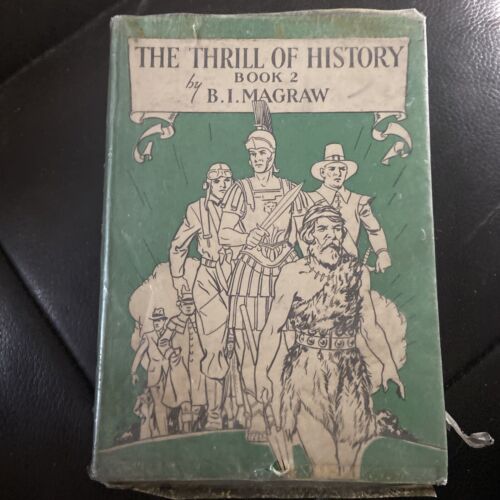 THE THRILL OF HISTORY
BOOK 2
by B.I. MAGRAW